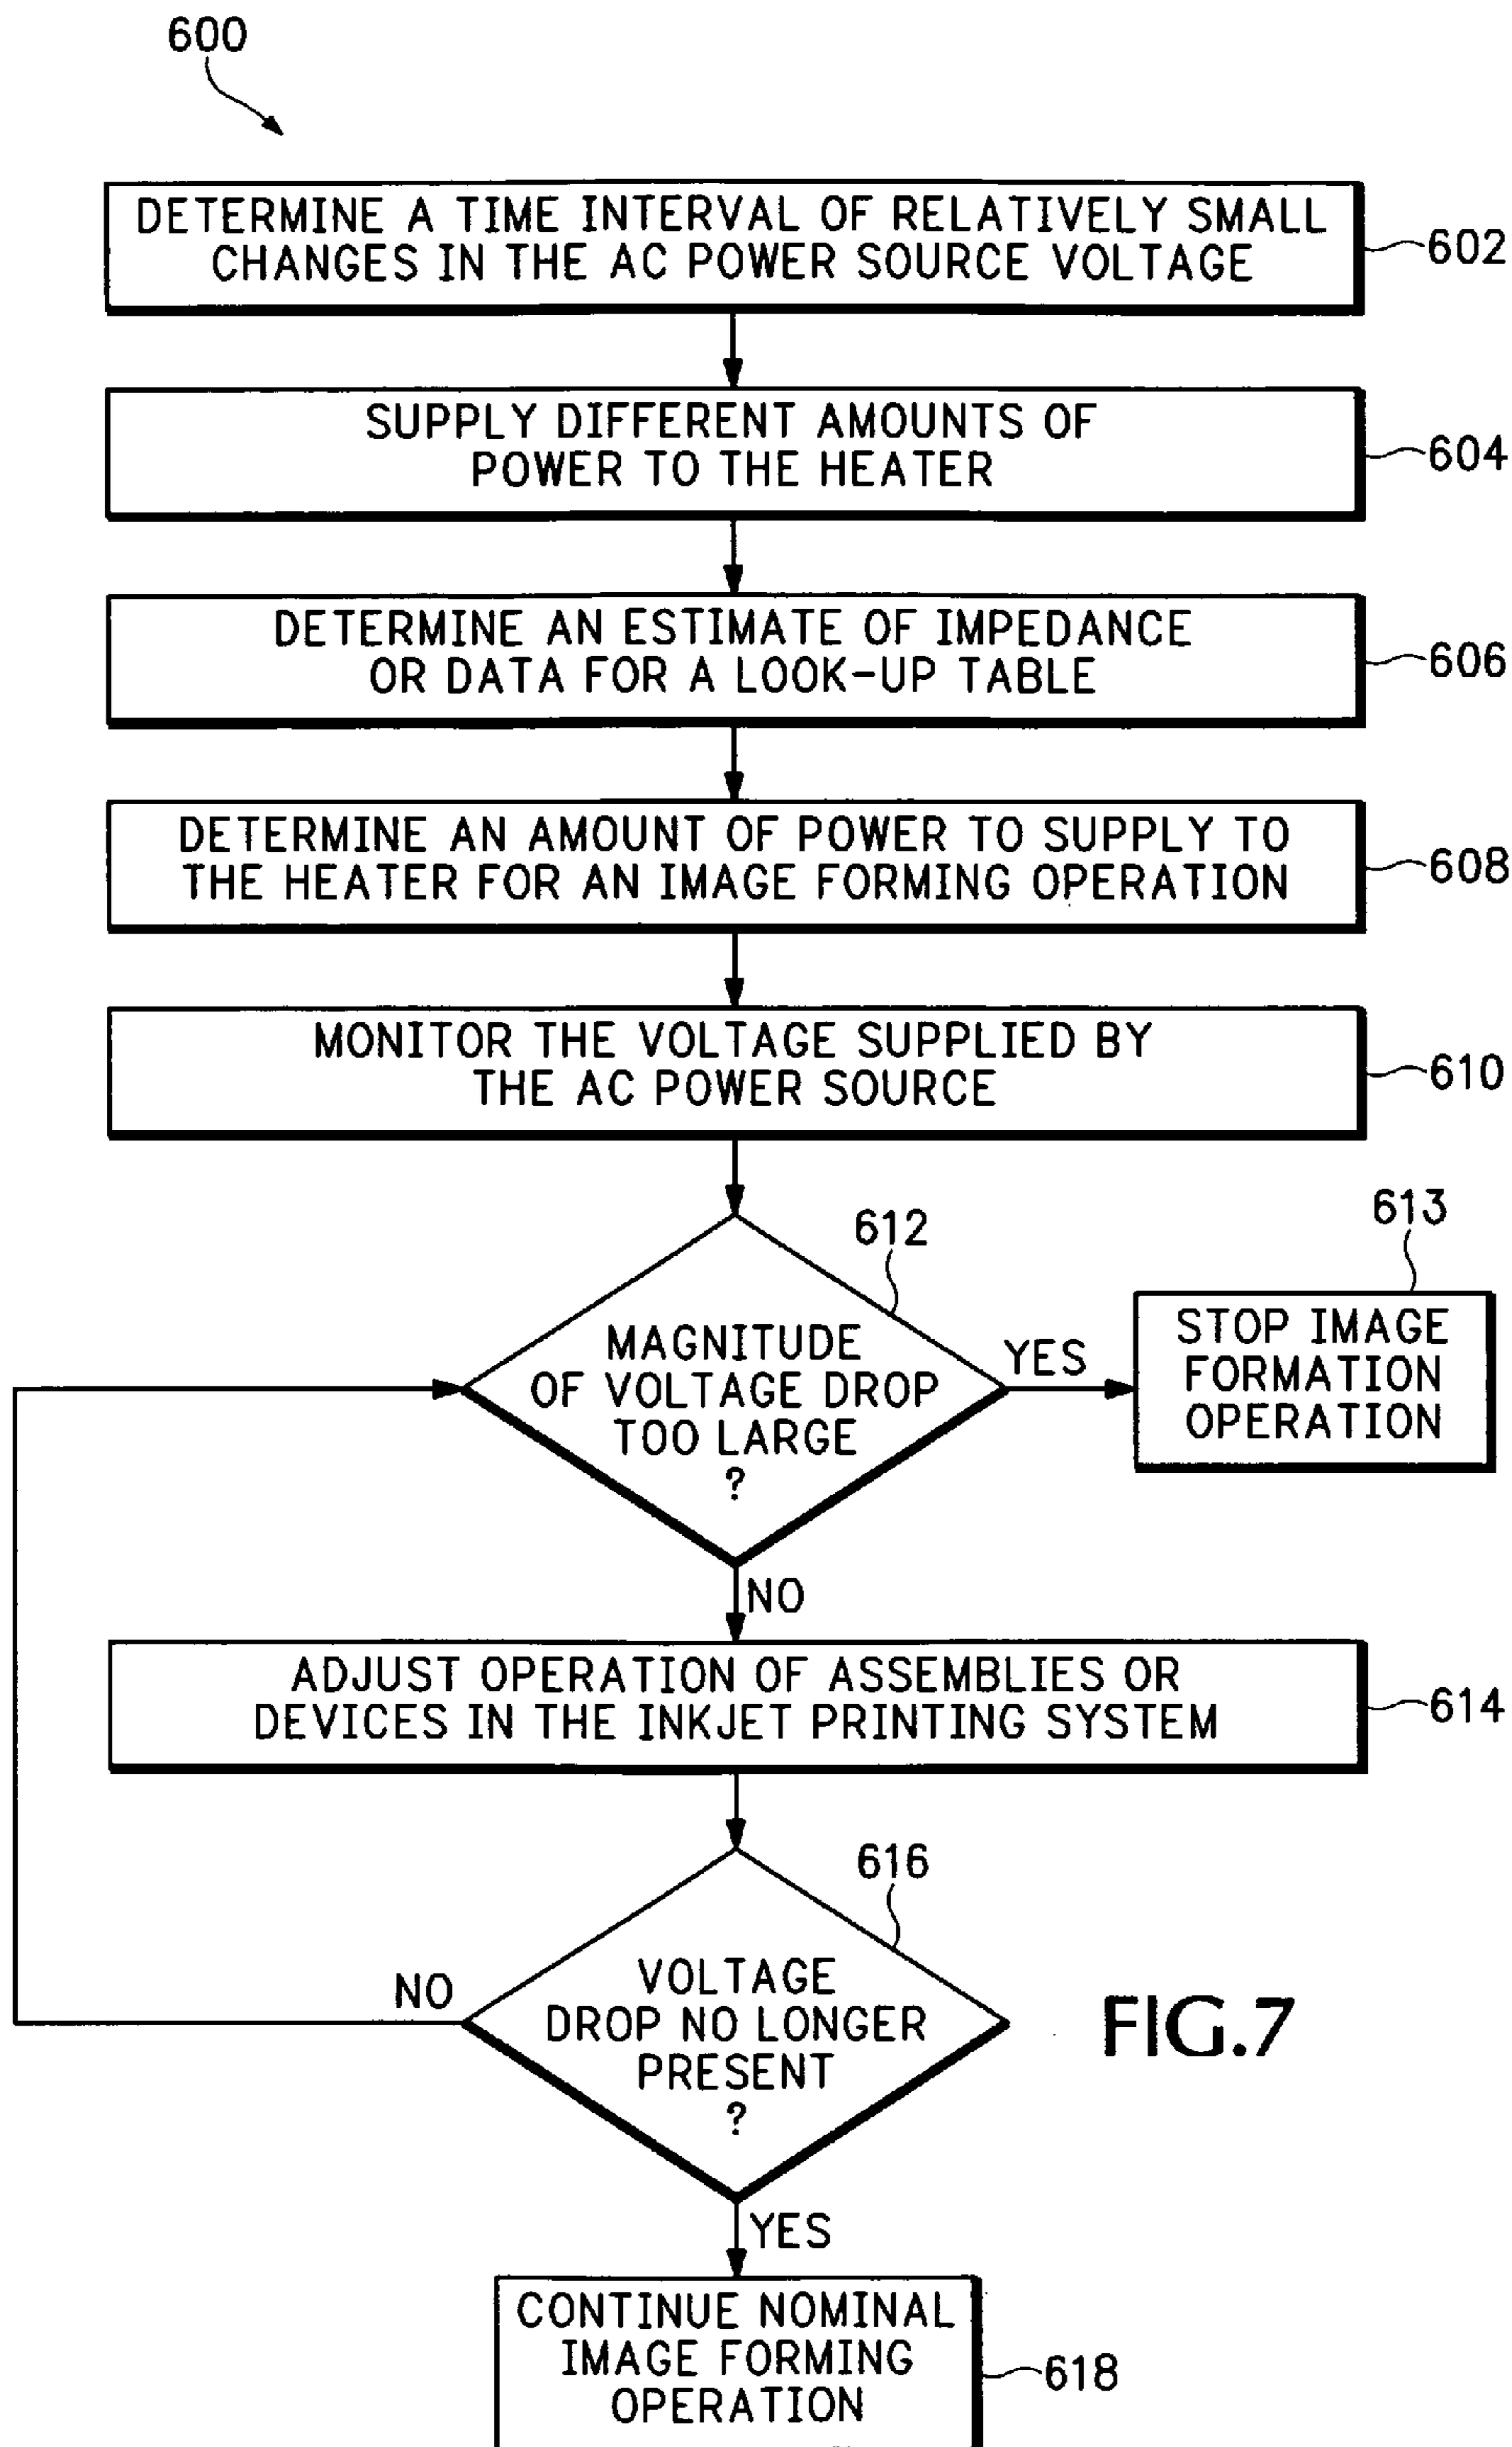 600
DETERMINE A TIME INTERVAL OF RELATIVELY SMALL
CHANGES IN THE AC POWER SOURCE VOLTAGE
602
SUPPLY DIFFERENT AMOUNTS OF
POWER TO THE HEATER
604
DETERMINE AN ESTIMATE OF IMPEDANCE
OR DATA FOR A LOOK-UP TABLE
606
DETERMINE AN AMOUNT OF POWER TO SUPPLY TO
THE HEATER FOR AN IMAGE FORMING OPERATION
608
MONITOR THE VOLTAGE SUPPLIED BY
THE AC POWER SOURCE
610
612
MAGNITUDE
OF VOLTAGE DROP
TOO LARGE
?
YES
613
STOP IMAGE
FORMATION
OPERATION
NO
ADJUST OPERATION OF ASSEMBLIES OR
DEVICES IN THE INKJET PRINTING SYSTEM
614
616
VOLTAGE
DROP NO LONGER
PRESENT
?
NO
FIG.7
YES
CONTINUE NOMINAL
IMAGE FORMING
OPERATION
618